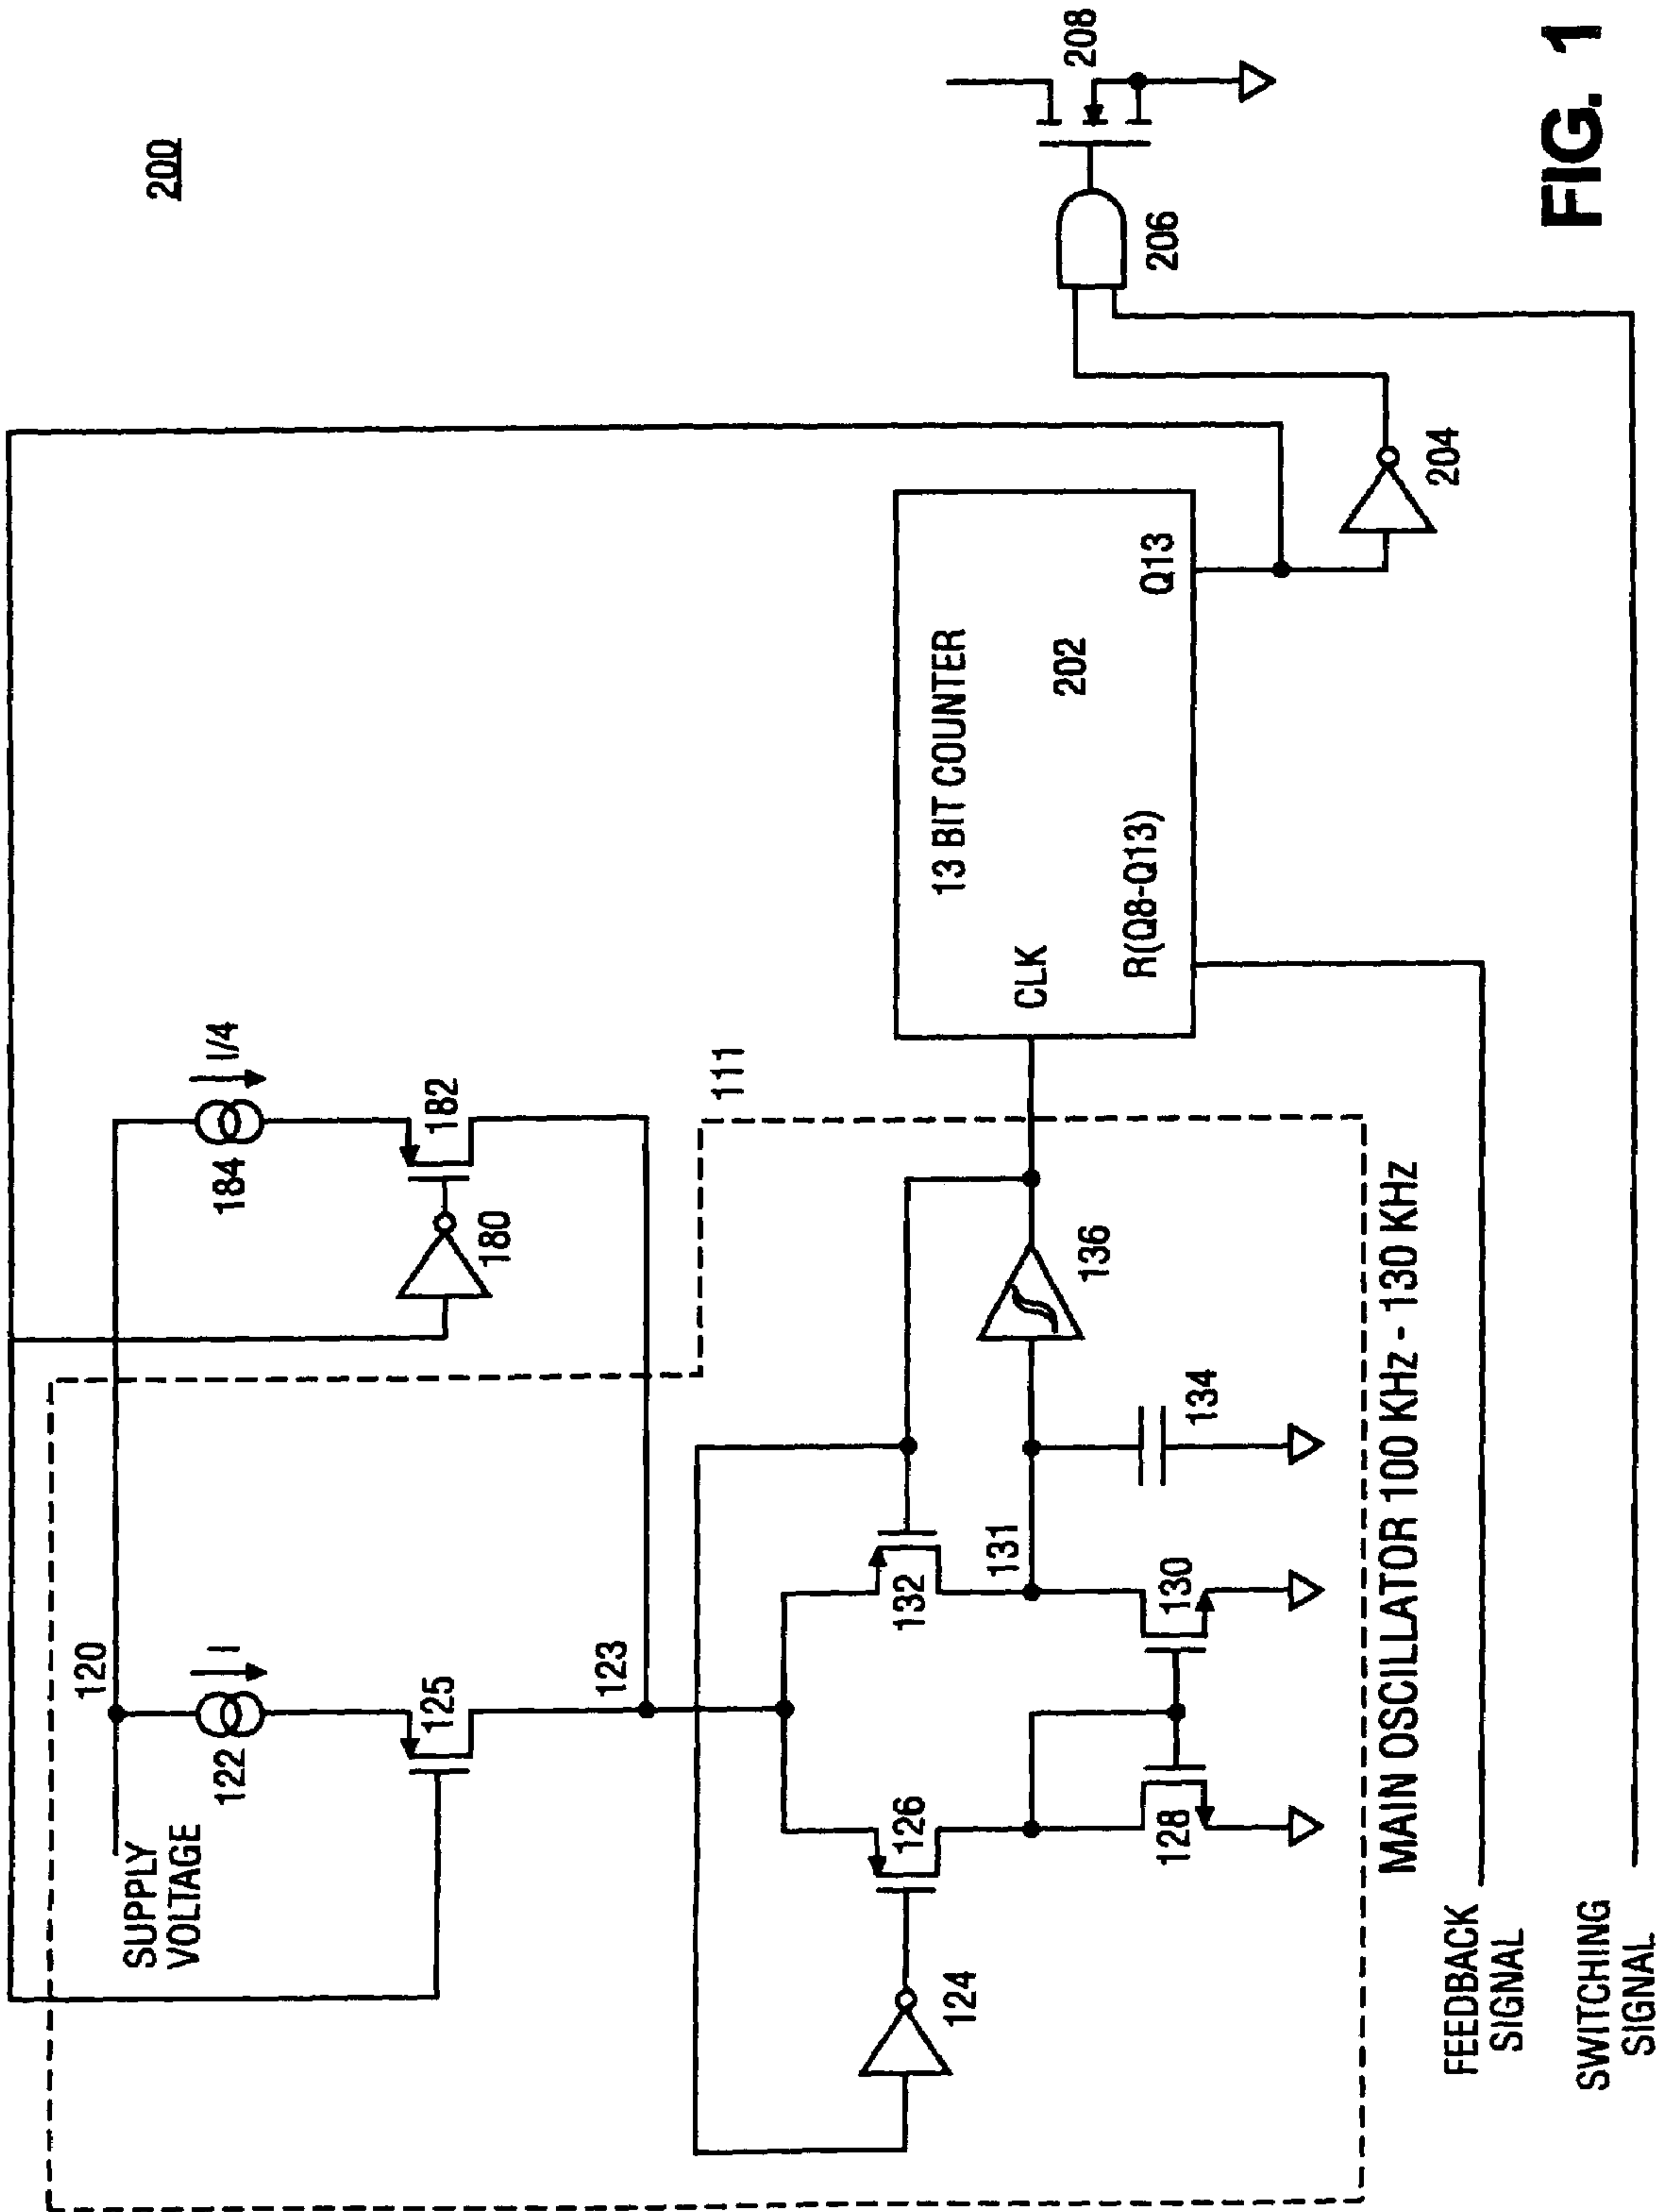 200
120
SUPPLY
VOLTAGE
I
122
125
123
I/4
184
182
180
111
126
132
131
124
128
130
134
136
MAIN OSCILLATOR 100 KHz - 130 KHz
13 BIT COUNTER
202
CLK
R(Q8-Q13)
Q13
204
206
208
FEEDBACK
SIGNAL
SWITCHING
SIGNAL
FIG. 1